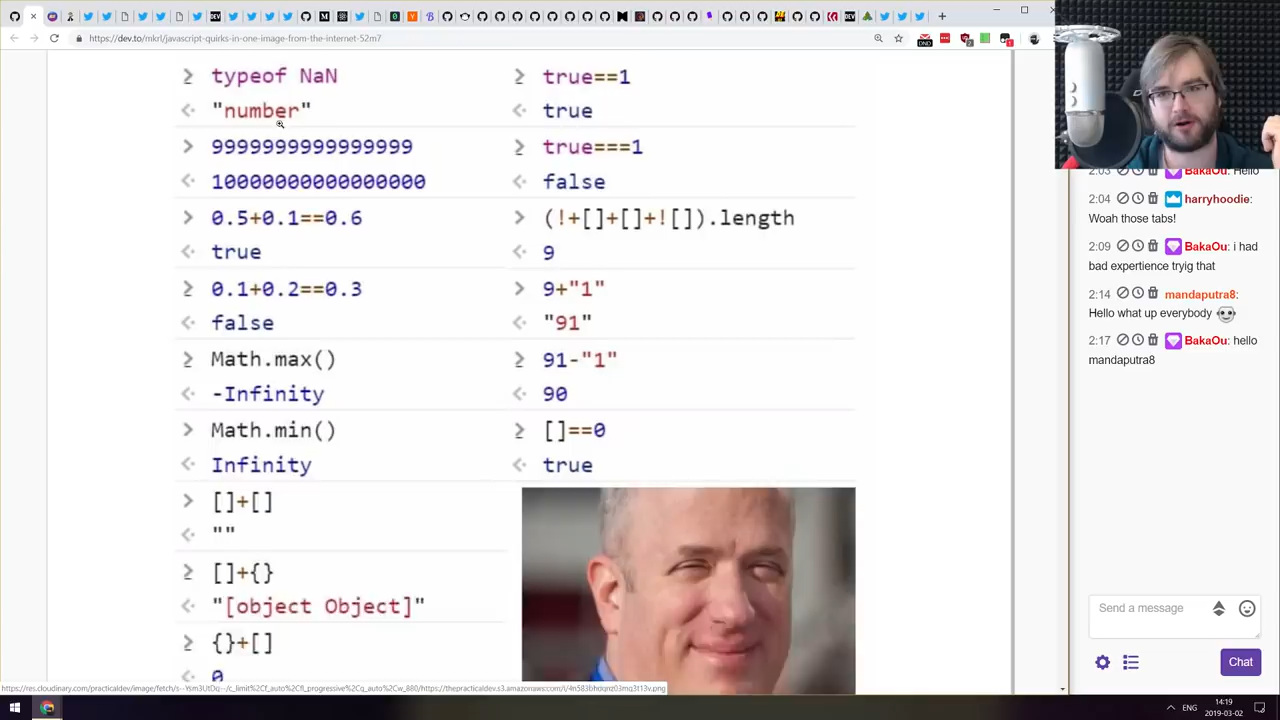 https://dev.to/mkrl/javascript-quirks-in-one-image-from-the-internet-52m7
typeof NaN
"number"
9999999999999999
10000000000000000
0.5+0.1==0.6
true
0.1+0.2==0.3
false
Math.max()
-Infinity
Math.min()
Infinity
[]+[]
""
[]+{}
"[object Object]"
{}+[]
0
true==1
true
true===1
false
(!+[]+[]+![]).length
9
9+"1"
"91"
91-"1"
90
[]==0
true
2:03 BakaOu: Hello
2:04 harryhoodie:
Woah those tabs!
2:09 BakaOu: i had
bad expertience tryig that
2:14 mandaputra8:
Hello what up everybody
2:17 BakaOu: hello
mandaputra8
Send a message
Chat
ENG
14:19
2019-03-02